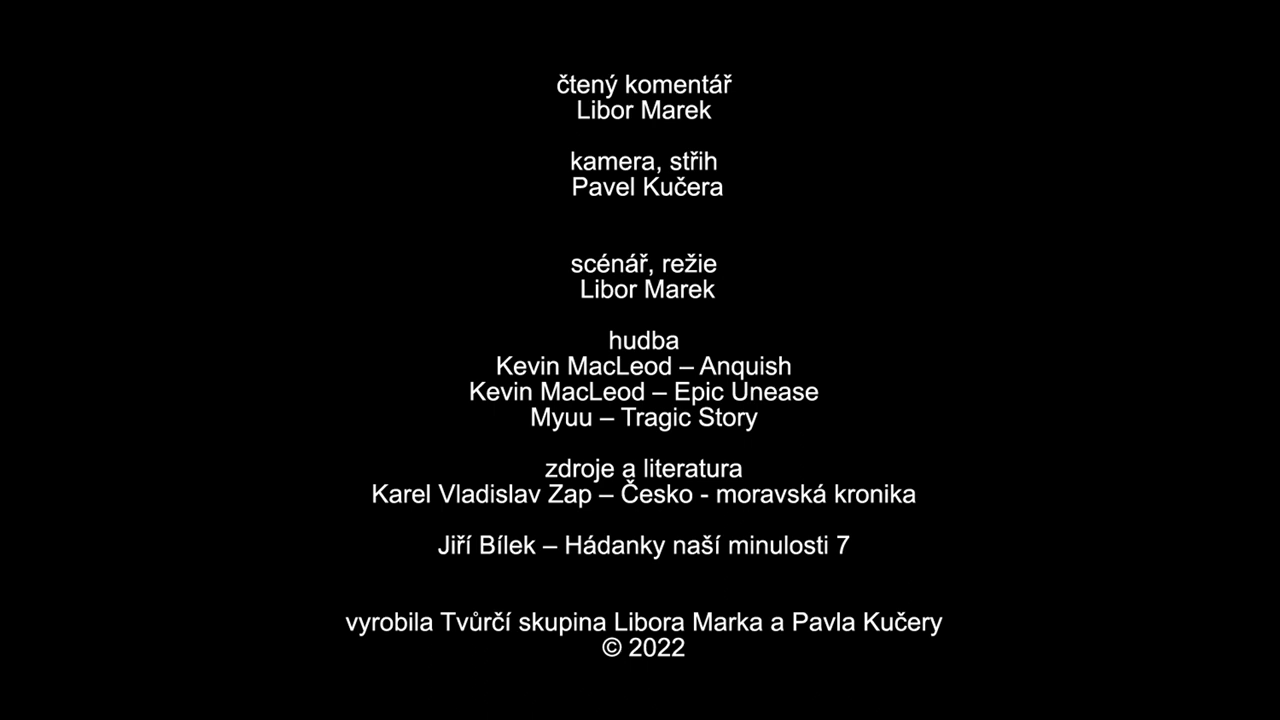 čtený komentář
Libor Marek
kamera, střih
Pavel Kučera
scénář, režie
Libor Marek
hudba
Kevin MacLeod – Anquish
Kevin MacLeod – Epic Unease
Myuu – Tragic Story
zdroje a literatura
Karel Vladislav Zap – Česko - moravská kronika
Jiří Bílek – Hádanky naší minulosti 7
vyrobila Tvůrčí skupina Libora Marka a Pavla Kučery
© 2022